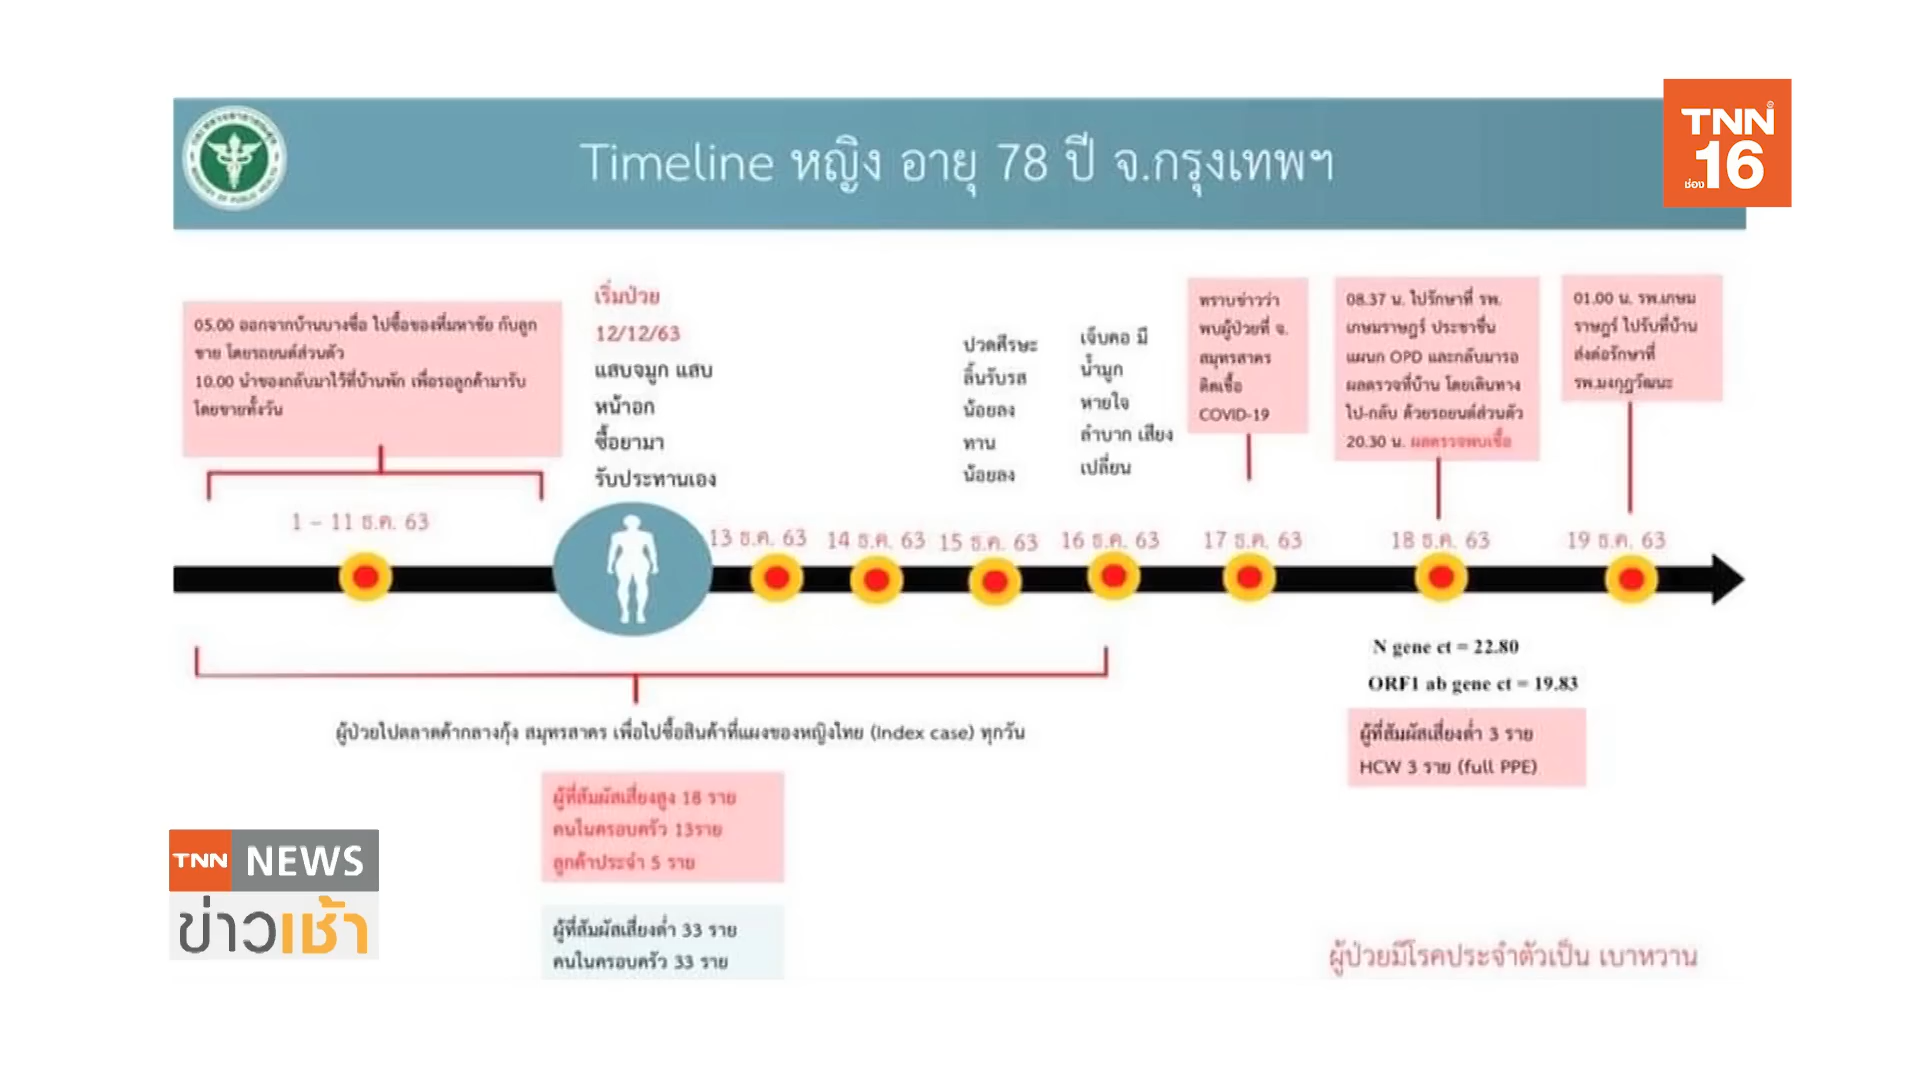 Timeline หญิง อายุ 78 ปี จ.กรุงเทพฯ
TNN
ช่อง 16
05.00 ออกจากบ้านบางซื่อ ไปซื้อของที่มหาชัย กับลูก
ชาย โดยรถยนต์ส่วนตัว
10.00 นำของกลับมาไว้ที่บ้านพัก เพื่อรอลูกค้ามารับ
โดยขายทั้งวัน
เริ่มป่วย
12/12/63
แสบจมูก แสบ
หน้าอก
ซื้อยามา
รับประทานเอง
ปวดศีรษะ
ลิ้นรับรส
น้อยลง
ทาน
น้อยลง
เจ็บคอ มี
น้ำมูก
หายใจ
ลำบาก เสียง
เปลี่ยน
ทราบข่าวว่า
พบผู้ป่วยที่ จ.
สมุทรสาคร
ติดเชื้อ
COVID-19
08.37 น. ไปรักษาที่ รพ.
เกษมราษฎร์ ประชาชื่น
แผนก OPD และกลับมารอ
ผลตรวจที่บ้าน โดยเดินทาง
ไป-กลับ ด้วยรถยนต์ส่วนตัว
20.30 น. ผลตรวจพบเชื้อ
01.00 น. รพ.เกษม
ราษฎร์ ไปรับที่บ้าน
ส่งต่อรักษาที่
รพ.มงกุฎวัฒนะ
1 – 11 ธ.ค. 63
13 ธ.ค. 63
14 ธ.ค. 63
15 ธ.ค. 63
16 ธ.ค. 63
17 ธ.ค. 63
18 ธ.ค. 63
19 ธ.ค. 63
N gene ct = 22.80
ORF1 ab gene ct = 19.83
ผู้ที่สัมผัสเสี่ยงต่ำ 3 ราย
HCW 3 ราย (full PPE)
ผู้ป่วยไปตลาดค้ากลางกุ้ง สมุทรสาคร เพื่อไปซื้อสินค้าที่แผงของหญิงไทย (Index case) ทุกวัน
ผู้ที่สัมผัสเสี่ยงสูง 18 ราย
คนในครอบครัว 13ราย
ลูกค้าประจำ 5 ราย
ผู้ที่สัมผัสเสี่ยงต่ำ 33 ราย
คนในครอบครัว 33 ราย
ผู้ป่วยมีโรคประจำตัวเป็น เบาหวาน
TNN NEWS
ข่าวเช้า